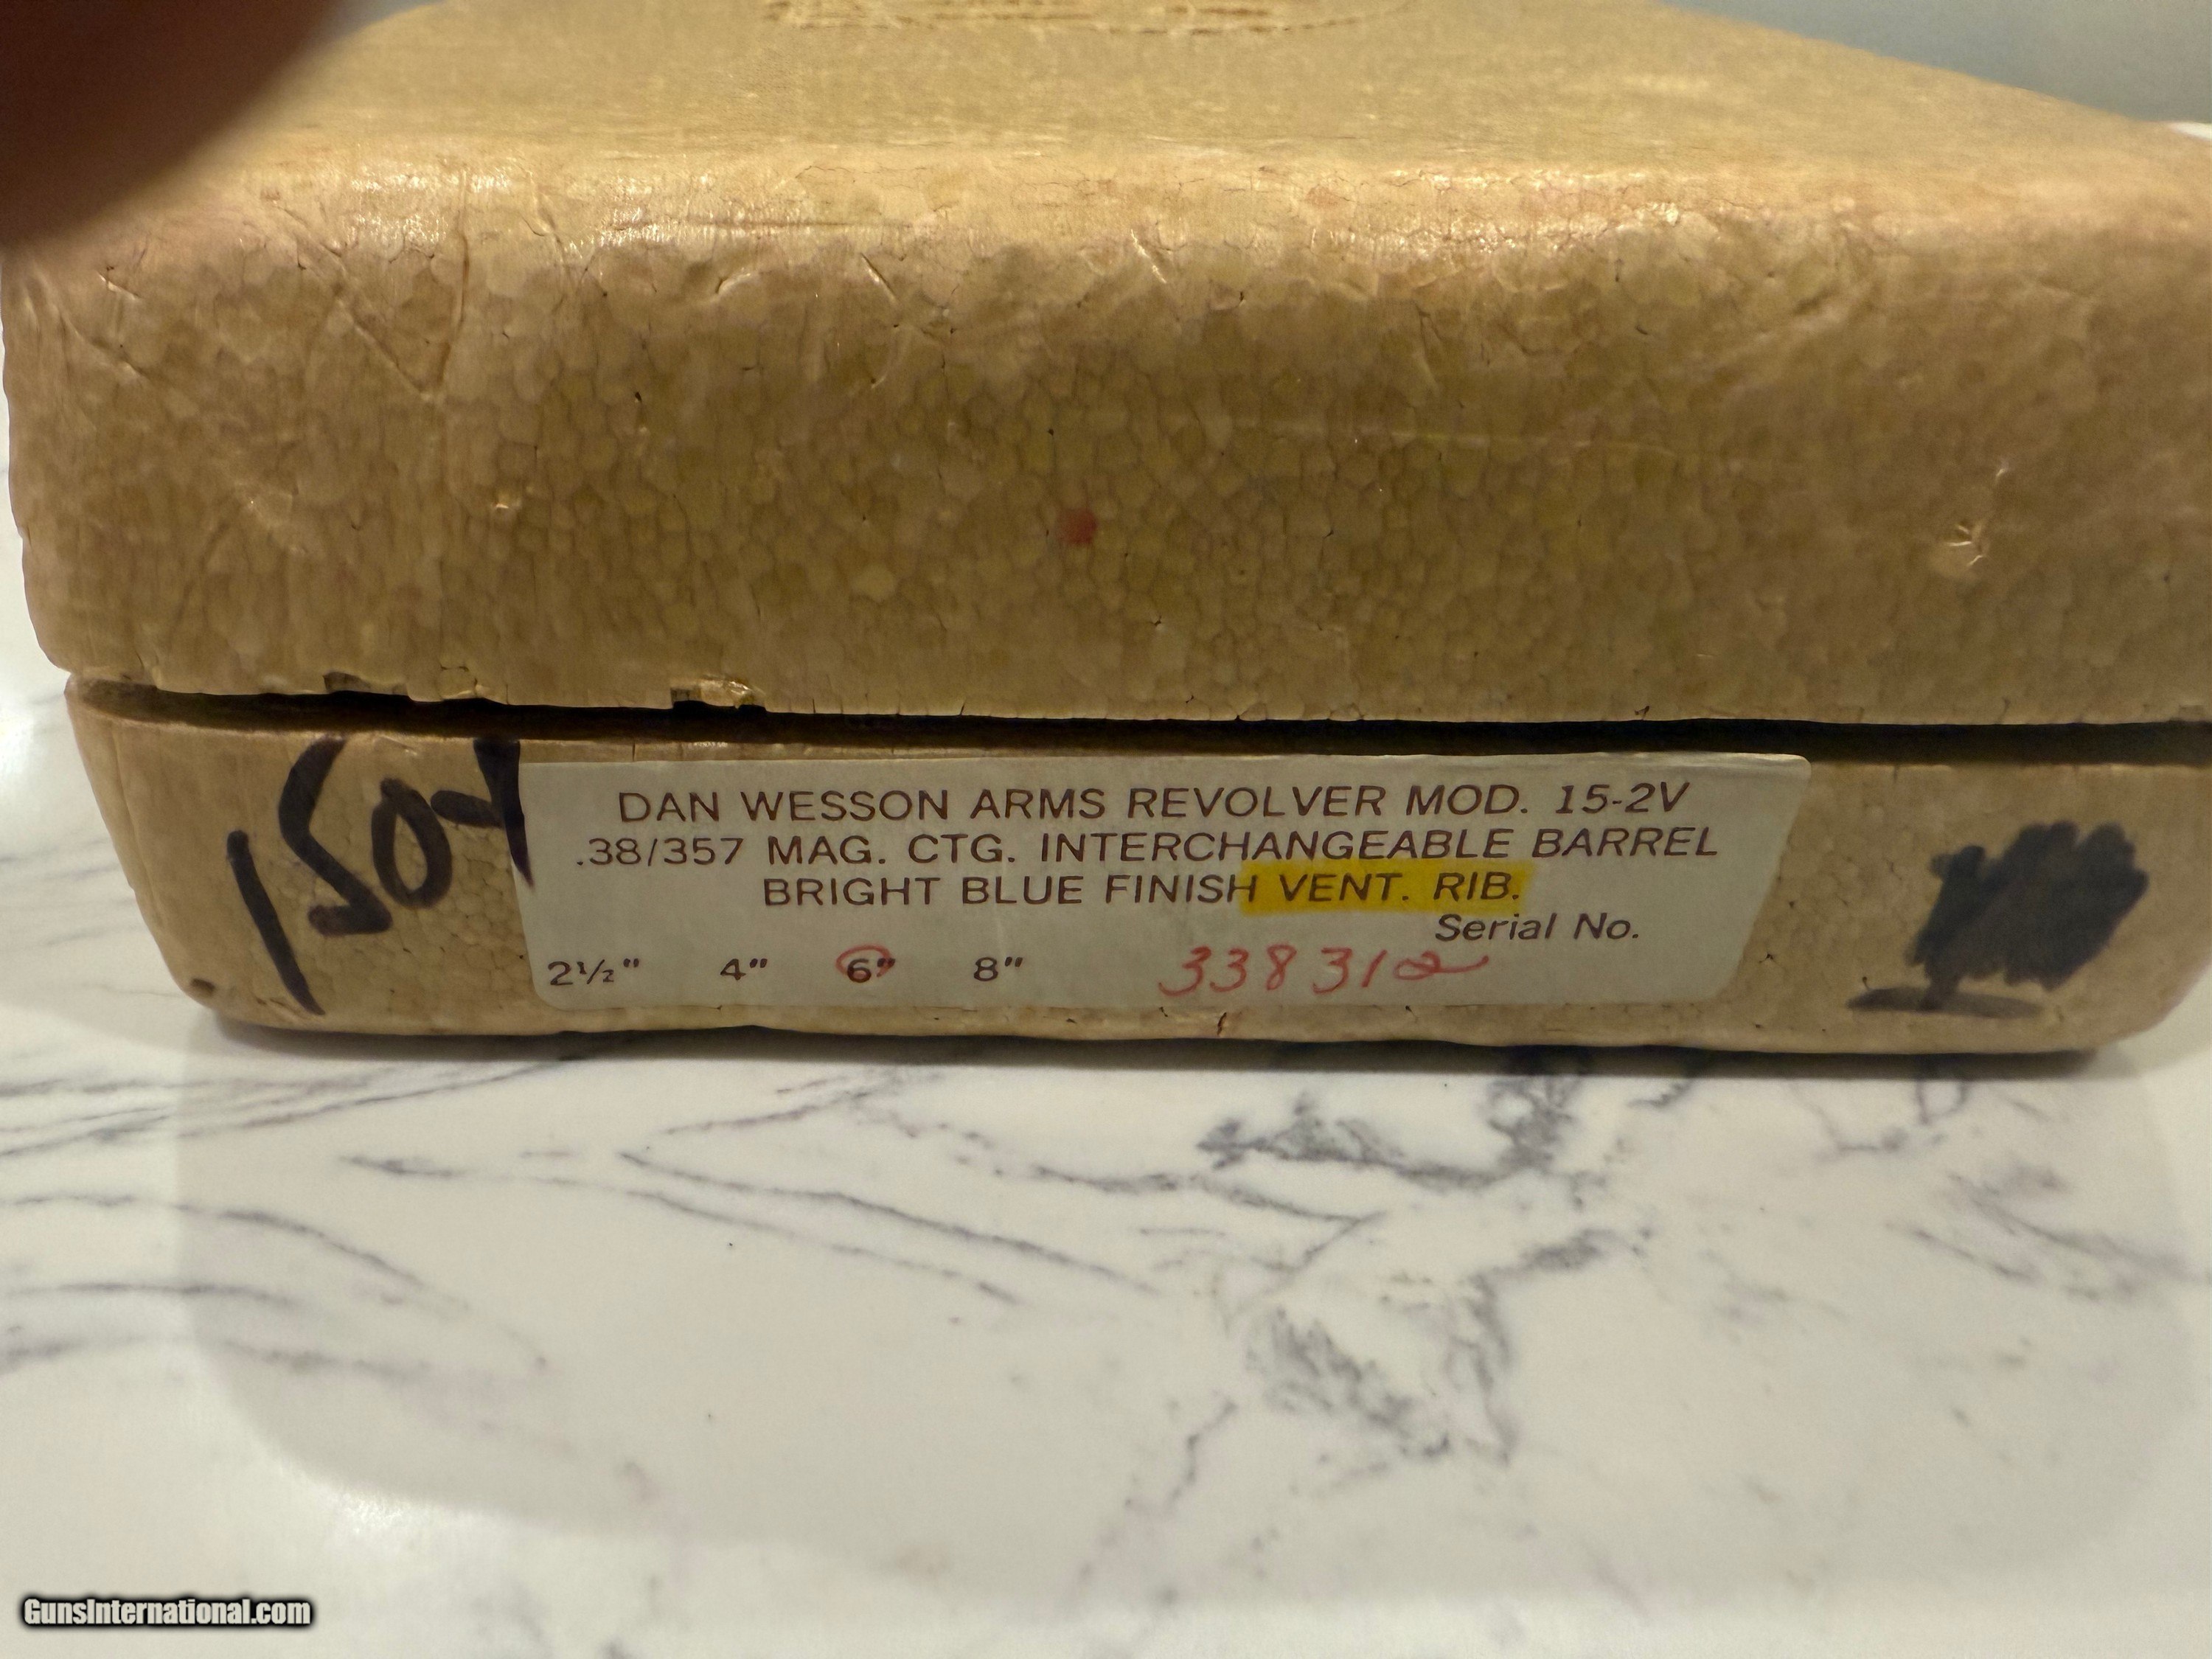 1504
DAN WESSON ARMS REVOLVER MOD. 15-2V
.38/357 MAG. CTG. INTERCHANGEABLE BARREL
BRIGHT BLUE FINISH VENT. RIB.
Serial No.
2½" 4" 6" 8" 338312
GunsInternational.com